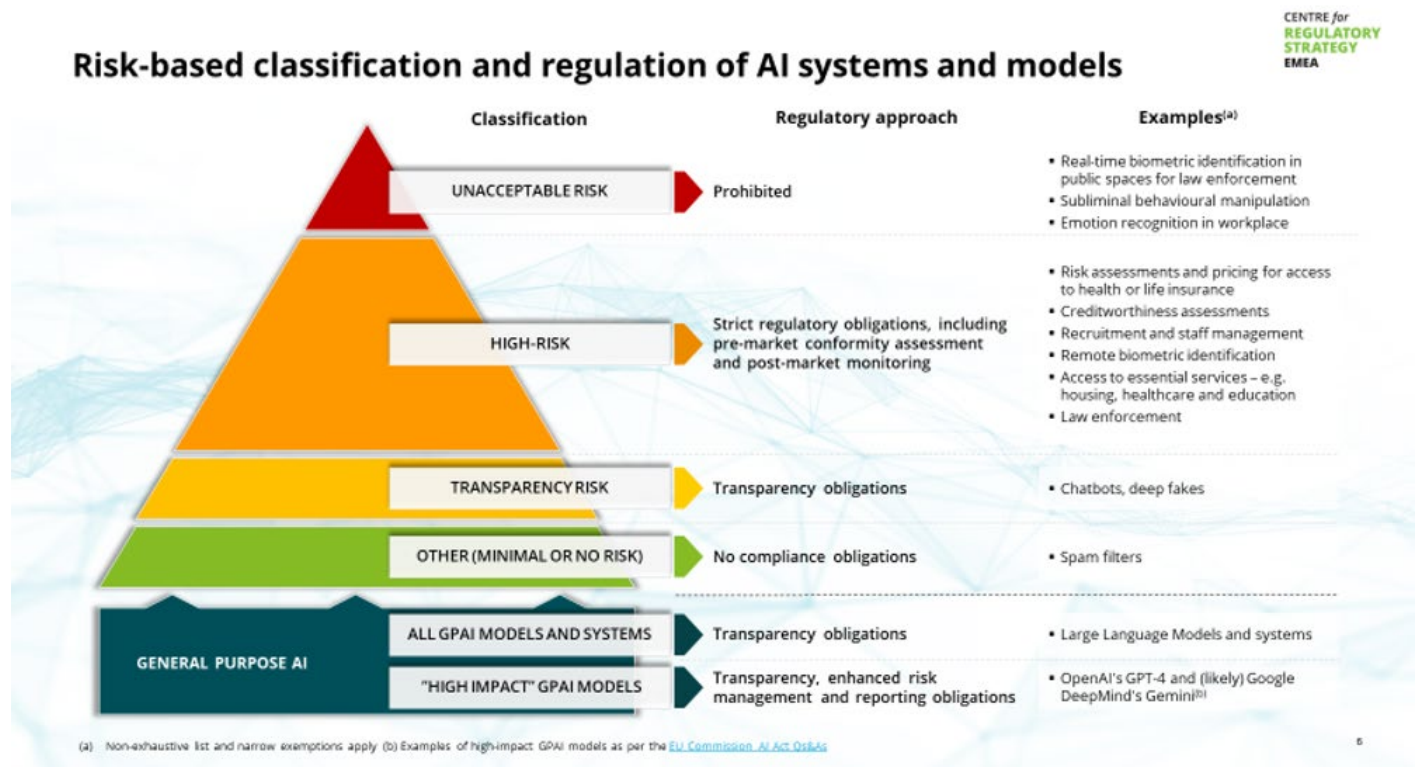 CENTRE for
REGULATORY
STRATEGY
EMEA
Risk-based classification and regulation of AI systems and models
Classification
Regulatory approach
Examples(a)
UNACCEPTABLE RISK
Prohibited
▪ Real-time biometric identification in
public spaces for law enforcement
▪ Subliminal behavioural manipulation
▪ Emotion recognition in workplace
HIGH-RISK
Strict regulatory obligations, including
pre-market conformity assessment
and post-market monitoring
▪ Risk assessments and pricing for access
to health or life insurance
▪ Creditworthiness assessments
▪ Recruitment and staff management
▪ Remote biometric identification
▪ Access to essential services – e.g.
housing, healthcare and education
▪ Law enforcement
TRANSPARENCY RISK
Transparency obligations
▪ Chatbots, deep fakes
OTHER (MINIMAL OR NO RISK)
No compliance obligations
▪ Spam filters
GENERAL PURPOSE AI
ALL GPAI MODELS AND SYSTEMS
Transparency obligations
▪ Large Language Models and systems
"HIGH IMPACT" GPAI MODELS
Transparency, enhanced risk
management and reporting obligations
▪ OpenAI's GPT-4 and (likely) Google
DeepMind's Gemini(b)
(a) Non-exhaustive list and narrow exemptions apply (b) Examples of high-impact GPAI models as per the EU Commission AI Act Qs&As
6